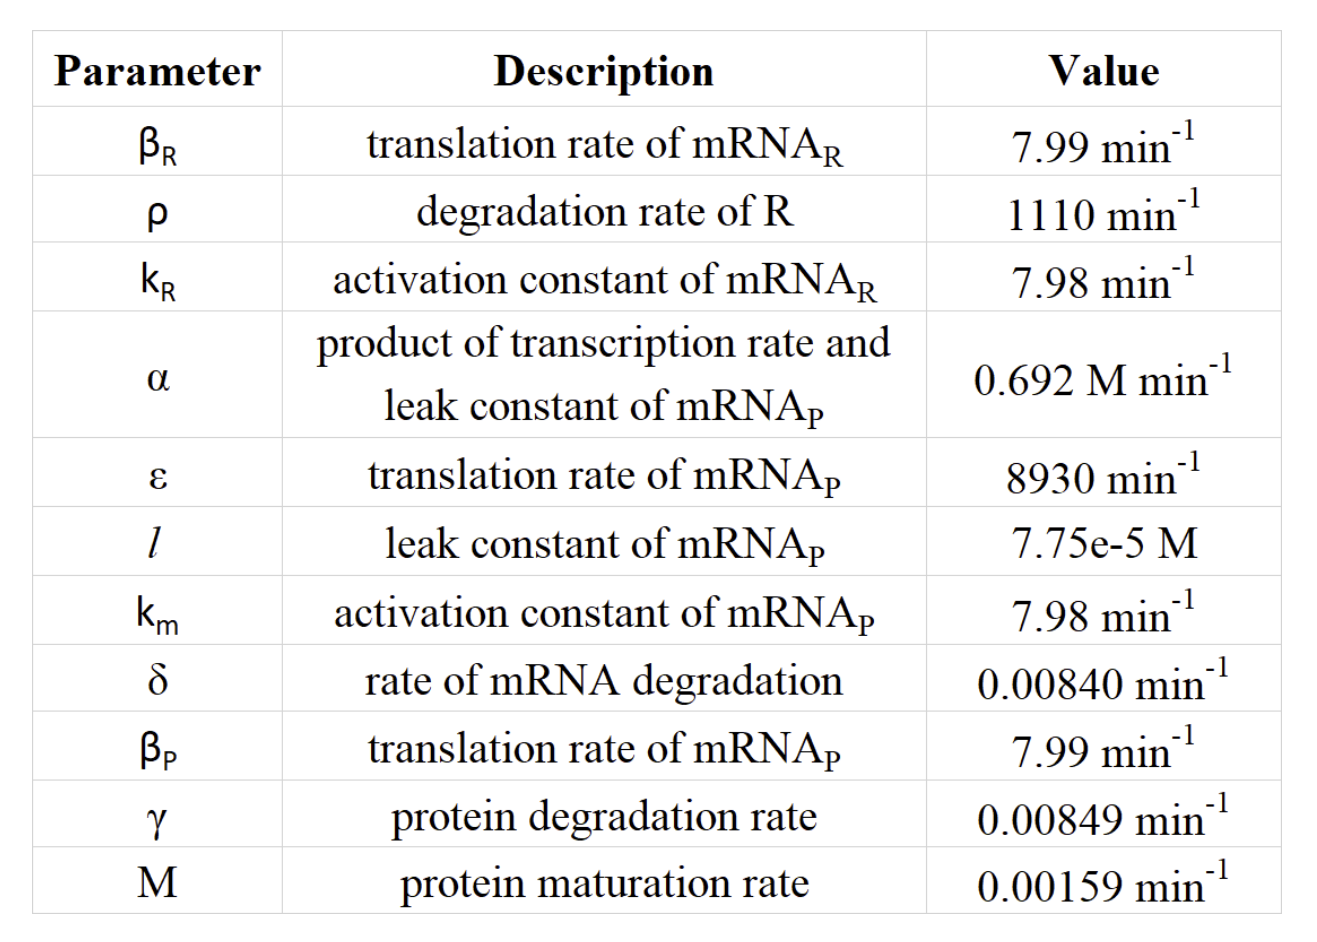 Parameter Description Value
β_R translation rate of mRNA_R 7.99 min⁻¹
ρ degradation rate of R 1110 min⁻¹
k_R activation constant of mRNA_R 7.98 min⁻¹
product of transcription rate and
α leak constant of mRNA_P 0.692 M min⁻¹
ε translation rate of mRNA_P 8930 min⁻¹
l leak constant of mRNA_P 7.75e-5 M
k_m activation constant of mRNA_P 7.98 min⁻¹
δ rate of mRNA degradation 0.00840 min⁻¹
β_P translation rate of mRNA_P 7.99 min⁻¹
γ protein degradation rate 0.00849 min⁻¹
M protein maturation rate 0.00159 min⁻¹